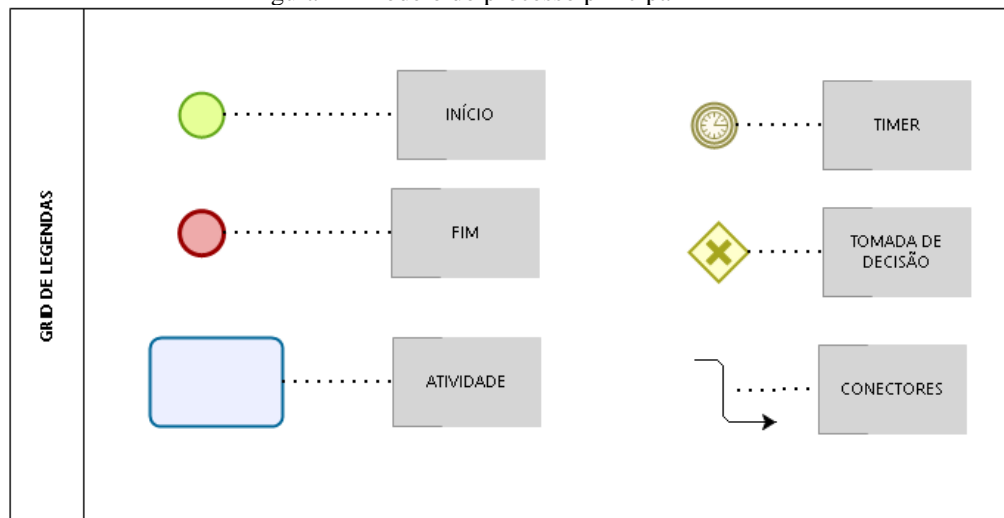 GRID DE LEGENDAS
INÍCIO
FIM
ATIVIDADE
TIMER
TOMADA DE
DECISÃO
CONECTORES